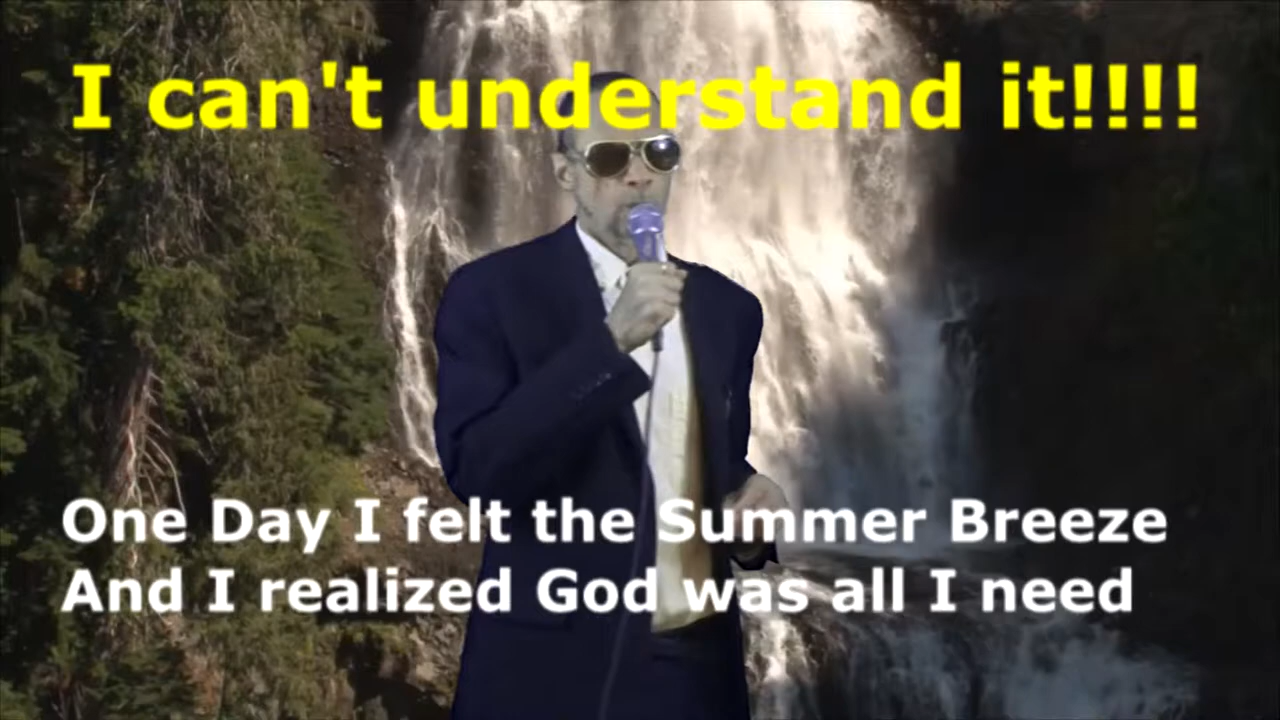 I can't understand it!!!!
One Day I felt the Summer Breeze
And I realized God was all I need